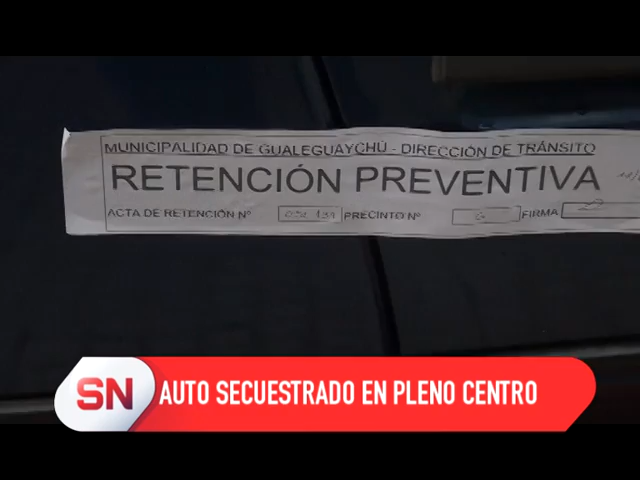 MUNICIPALIDAD DE GUALEGUAYCHÚ - DIRECCIÓN DE TRÁNSITO
RETENCIÓN PREVENTIVA
ACTA DE RETENCIÓN Nº PRECINTO Nº FIRMA
SN AUTO SECUESTRADO EN PLENO CENTRO